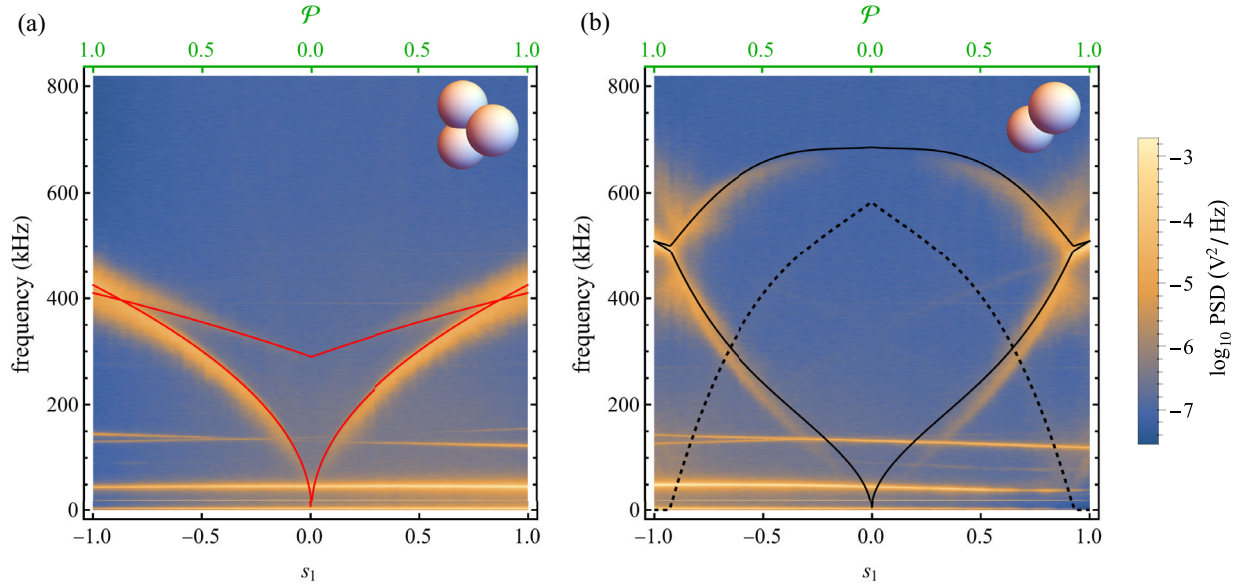 (a)
𝒫
1.0 0.5 0.0 0.5 1.0
800
600
400
200
0
frequency (kHz)
−1.0 −0.5 0.0 0.5 1.0
s₁
(b)
𝒫
1.0 0.5 0.0 0.5 1.0
800
600
400
200
0
frequency (kHz)
−1.0 −0.5 0.0 0.5 1.0
s₁
−3
−4
−5
−6
−7
log₁₀ PSD (V²/Hz)